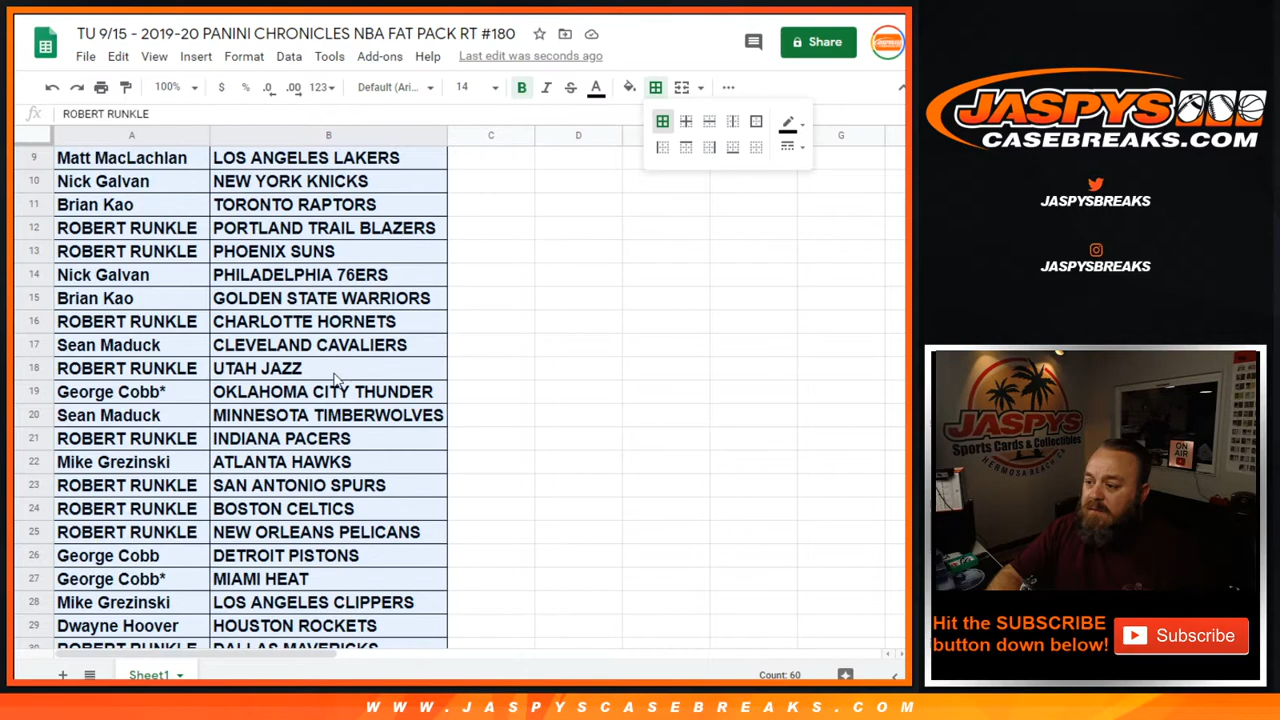 TU 9/15 - 2019-20 PANINI CHRONICLES NBA FAT PACK RT #180
File Edit View Insert Format Data Tools Add-ons Help Last edit was seconds ago
Share
100% $ % .0 .00 123 Default (Ari... 14 B I S A ...
fx ROBERT RUNKLE
A B C D G
9 Matt MacLachlan LOS ANGELES LAKERS
10 Nick Galvan NEW YORK KNICKS
11 Brian Kao TORONTO RAPTORS
12 ROBERT RUNKLE PORTLAND TRAIL BLAZERS
13 ROBERT RUNKLE PHOENIX SUNS
14 Nick Galvan PHILADELPHIA 76ERS
15 Brian Kao GOLDEN STATE WARRIORS
16 ROBERT RUNKLE CHARLOTTE HORNETS
17 Sean Maduck CLEVELAND CAVALIERS
18 ROBERT RUNKLE UTAH JAZZ
19 George Cobb* OKLAHOMA CITY THUNDER
20 Sean Maduck MINNESOTA TIMBERWOLVES
21 ROBERT RUNKLE INDIANA PACERS
22 Mike Grezinski ATLANTA HAWKS
23 ROBERT RUNKLE SAN ANTONIO SPURS
24 ROBERT RUNKLE BOSTON CELTICS
25 ROBERT RUNKLE NEW ORLEANS PELICANS
26 George Cobb DETROIT PISTONS
27 George Cobb* MIAMI HEAT
28 Mike Grezinski LOS ANGELES CLIPPERS
29 Dwayne Hoover HOUSTON ROCKETS
30 ROBERT RUNKLE DALLAS MAVERICKS
Sheet1
Count: 60
JASPYS
CASEBREAKS.COM
JASPYSBREAKS
JASPYSBREAKS
JASPYS
Sports Cards & Collectibles
HERMOSA BEACH, CA
ON AIR
Hit the SUBSCRIBE
button down below!
Subscribe
WWW.JASPYSCASEBREAKS.COM